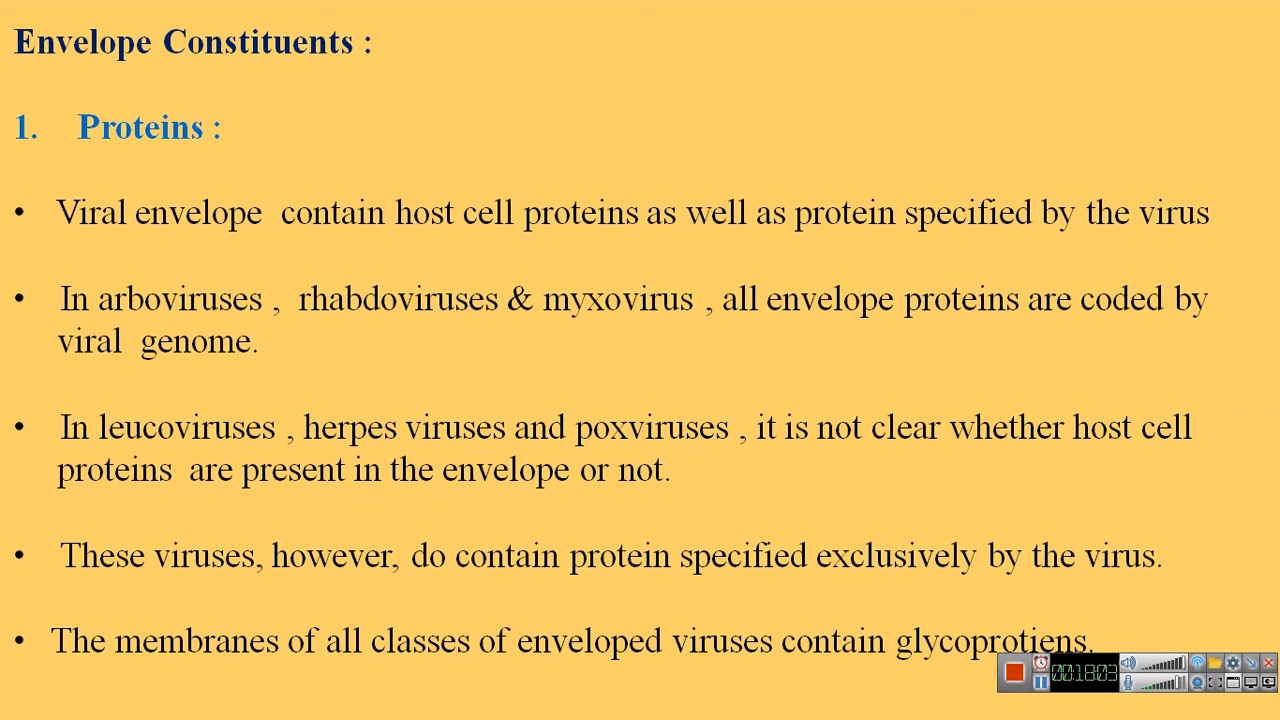 Envelope Constituents :
1. Proteins :
• Viral envelope contain host cell proteins as well as protein specified by the virus
• In arboviruses , rhabdoviruses & myxovirus , all envelope proteins are coded by
viral genome.
• In leucoviruses , herpes viruses and poxviruses , it is not clear whether host cell
proteins are present in the envelope or not.
• These viruses, however, do contain protein specified exclusively by the virus.
• The membranes of all classes of enveloped viruses contain glycoprotiens.
00:18:03